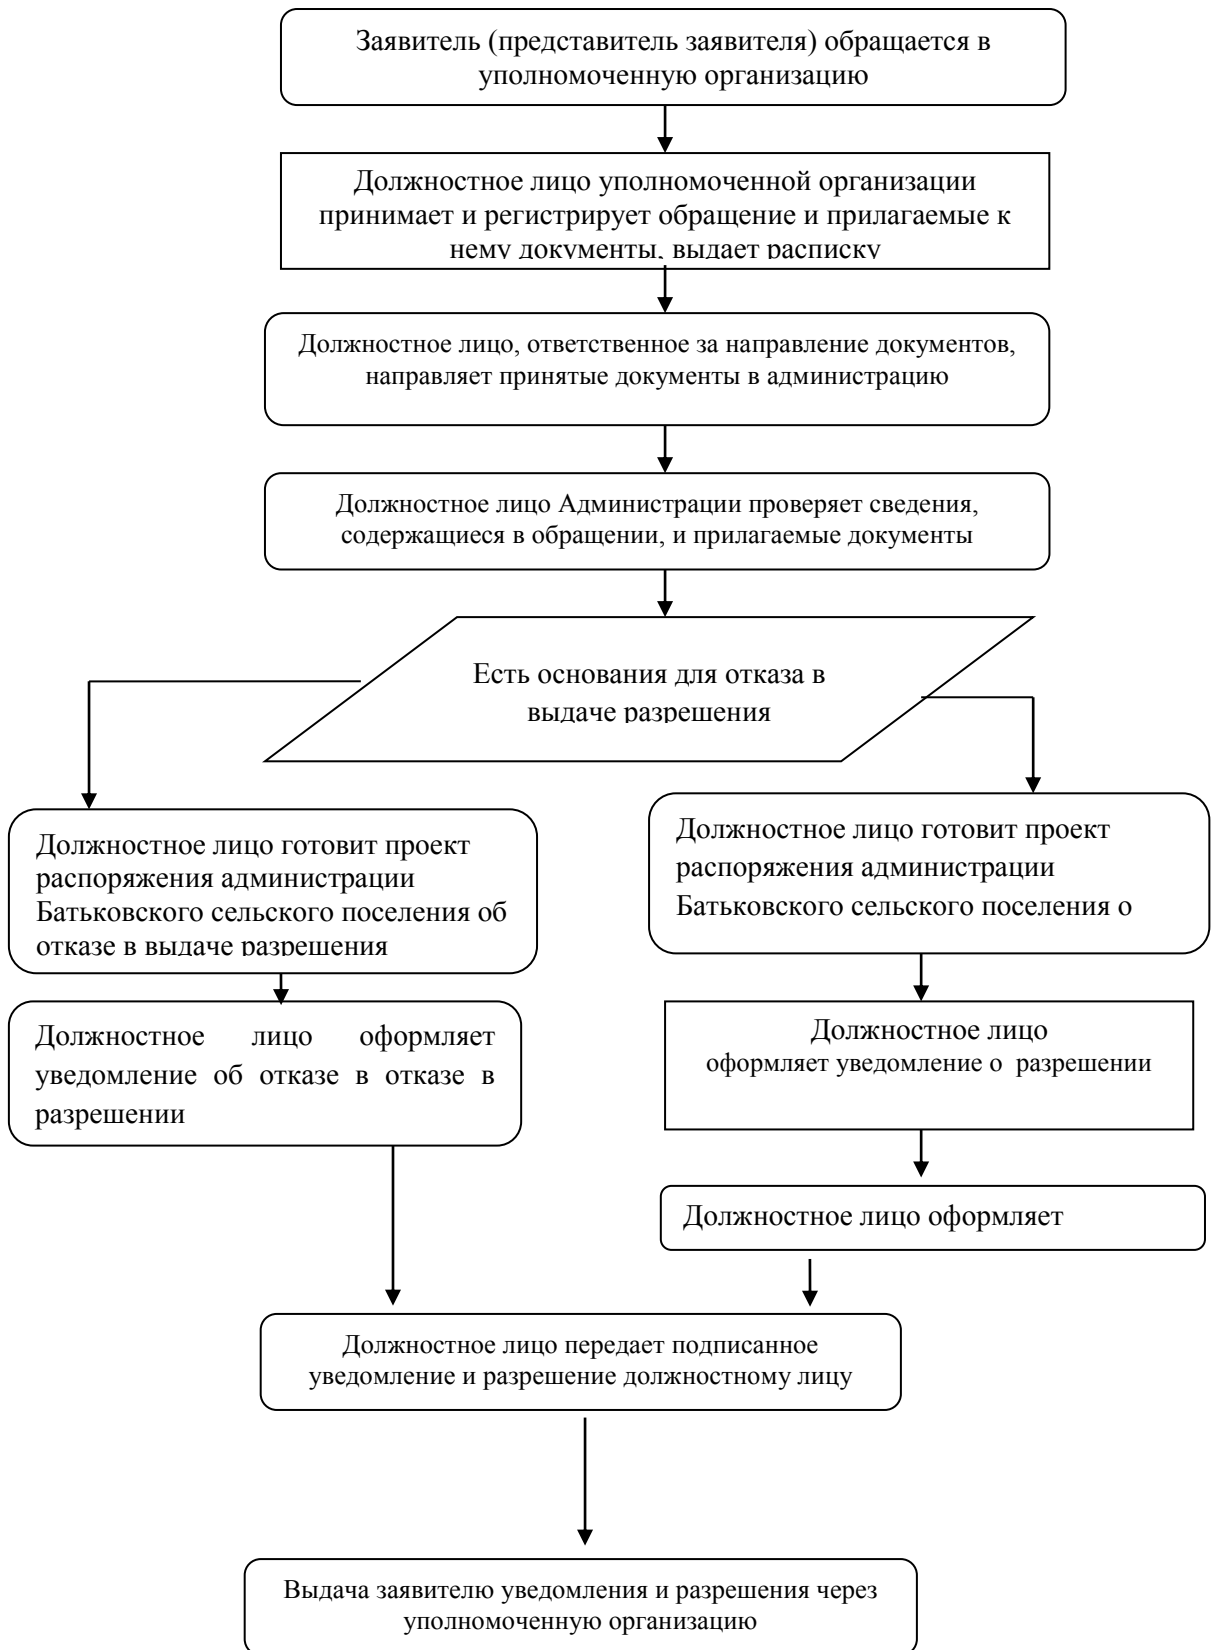 Заявитель (представитель заявителя) обращается в
уполномоченную организацию
Должностное лицо уполномоченной организации
принимает и регистрирует обращение и прилагаемые к
нему документы, выдает расписку
Должностное лицо, ответственное за направление документов,
направляет принятые документы в администрацию
Должностное лицо Администрации проверяет сведения,
содержащиеся в обращении, и прилагаемые документы
Есть основания для отказа в
выдаче разрешения
Должностное лицо готовит проект
распоряжения администрации
Батьковского сельского поселения об
отказе в выдаче разрешения
Должностное лицо готовит проект
распоряжения администрации
Батьковского сельского поселения о
Должностное лицо оформляет
уведомление об отказе в отказе в
разрешении
Должностное лицо
оформляет уведомление о разрешении
Должностное лицо оформляет
Должностное лицо передает подписанное
уведомление и разрешение должностному лицу
Выдача заявителю уведомления и разрешения через
уполномоченную организацию